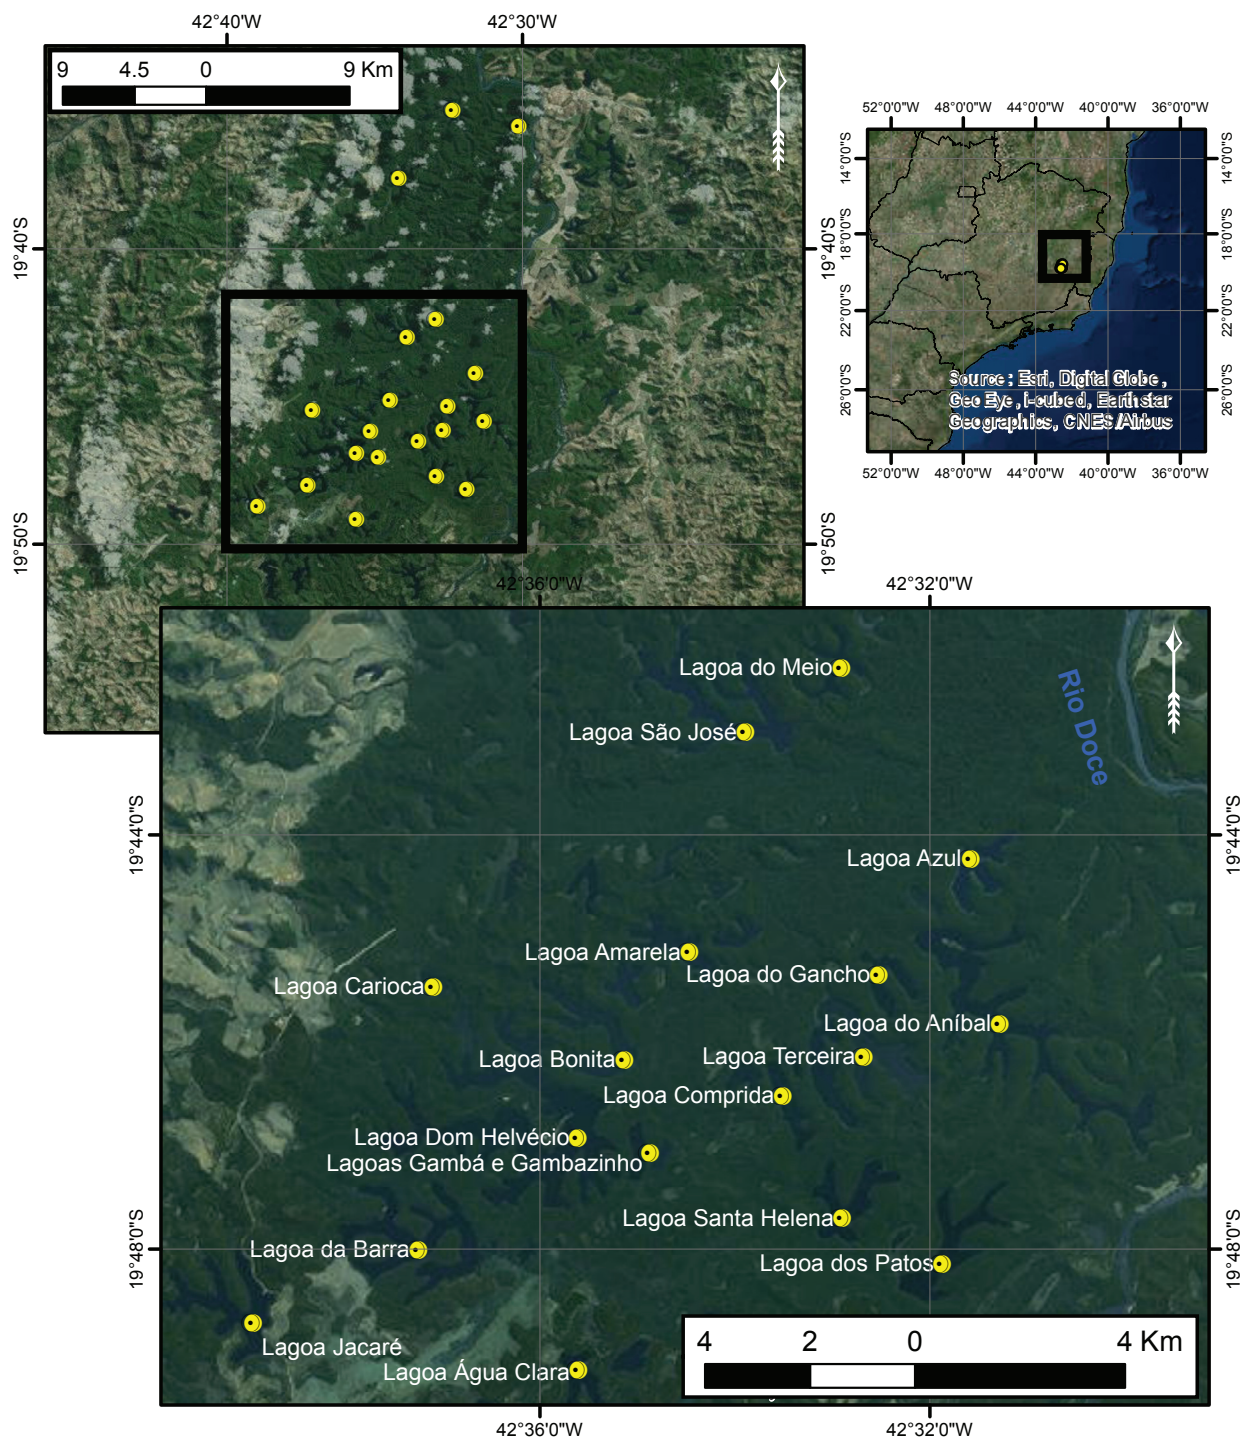 42°40'W
42°30'W
9 4.5 0 9 Km
19°40'S
19°40'S
19°50'S
19°50'S
52°0'0"W 48°0'0"W 44°0'0"W 40°0'0"W 36°0'0"W
14°0'0"S
14°0'0"S
18°0'0"S
18°0'0"S
22°0'0"S
22°0'0"S
26°0'0"S
26°0'0"S
Source: Esri, Digital Globe,
Geo Eye, i-cubed, Earthstar
Geographics, CNES/Airbus
52°0'0"W 48°0'0"W 44°0'0"W 40°0'0"W 36°0'0"W
42°36'0"W
42°32'0"W
Lagoa do Meio
Rio Doce
Lagoa São José
19°44'0"S
19°44'0"S
Lagoa Azul
Lagoa Amarela
Lagoa do Gancho
Lagoa Carioca
Lagoa do Aníbal
Lagoa Bonita
Lagoa Terceira
Lagoa Comprida
Lagoa Dom Helvécio
Lagoas Gambá e Gambazinho
Lagoa Santa Helena
Lagoa da Barra
Lagoa dos Patos
19°48'0"S
19°48'0"S
Lagoa Jacaré
Lagoa Água Clara
4 2 0 4 Km
42°36'0"W
42°32'0"W